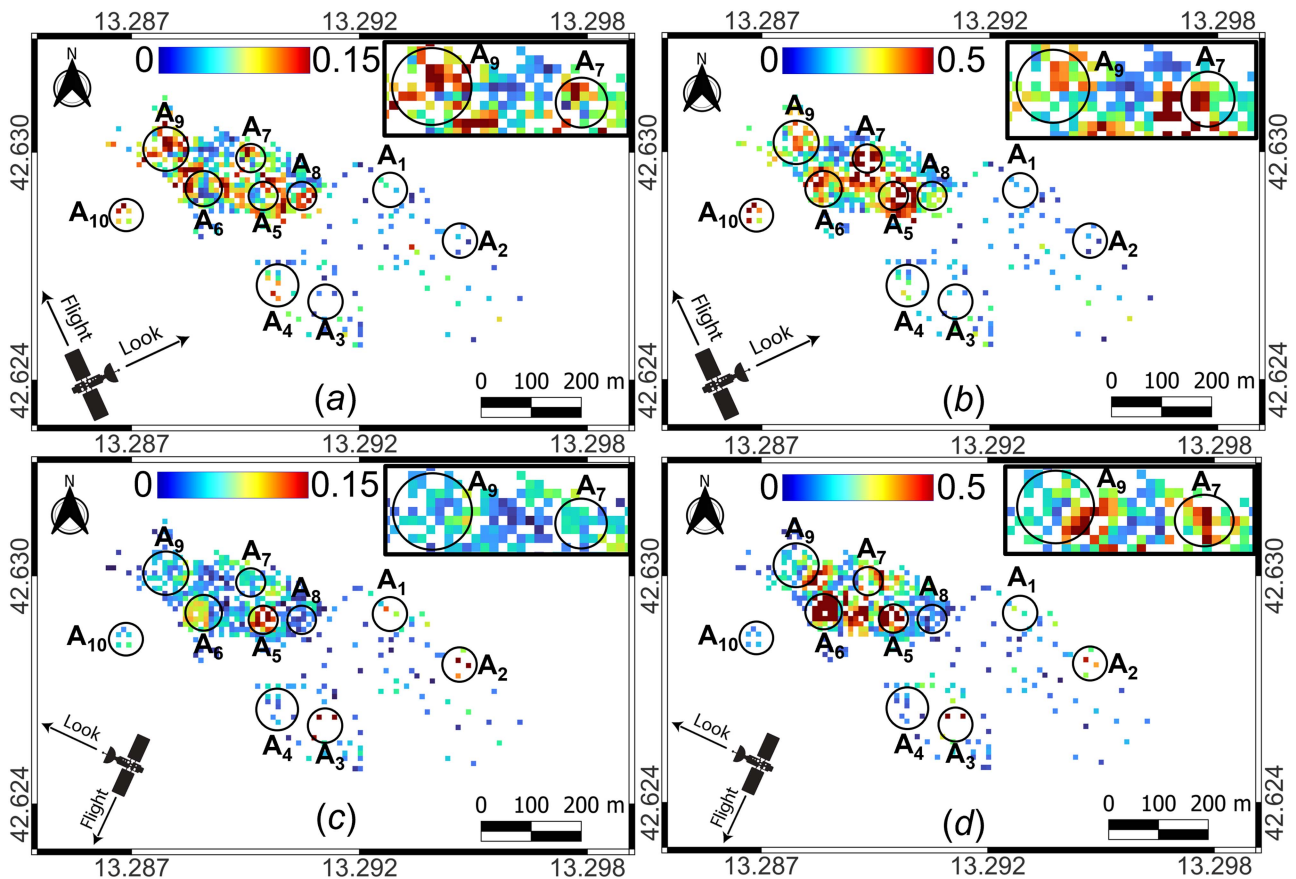 13.287 13.292 13.298 13.287 13.292 13.298
N 0 0.15 A9 A7 N 0 0.5 A9 A7
A9 A7 A9 A7
42.630 A8 A1 42.630 A8 A1
A10 A6 A5 A2 A10 A6 A5 A2
A4 A3 A4 A3
Flight Look Flight Look
0 100 200 m 0 100 200 m
42.624 (a) 42.624 (b) 42.624
13.287 13.292 13.298 13.287 13.292 13.298
N 0 0.15 A9 A7 N 0 0.5 A9 A7
A9 A7 A9 A7
42.630 A8 A1 42.630 A8 A1 42.630
A10 A6 A5 A2 A10 A6 A5 A2
A4 A3 A4 A3
Look Flight Look Flight
0 100 200 m 0 100 200 m
42.624 (c) 42.624 (d) 42.624
13.287 13.292 13.298 13.287 13.292 13.298